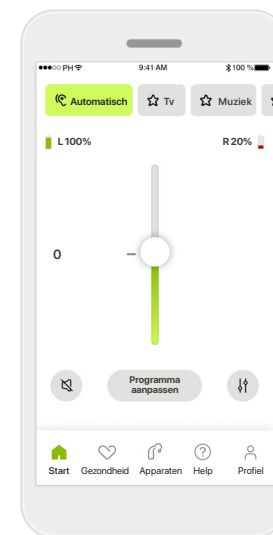 PH 9:41 AM 100 %
Automatisch Tv Muziek
L 100% R 20%
0
Programma
aanpassen
Start Gezondheid Apparaten Help Profiel